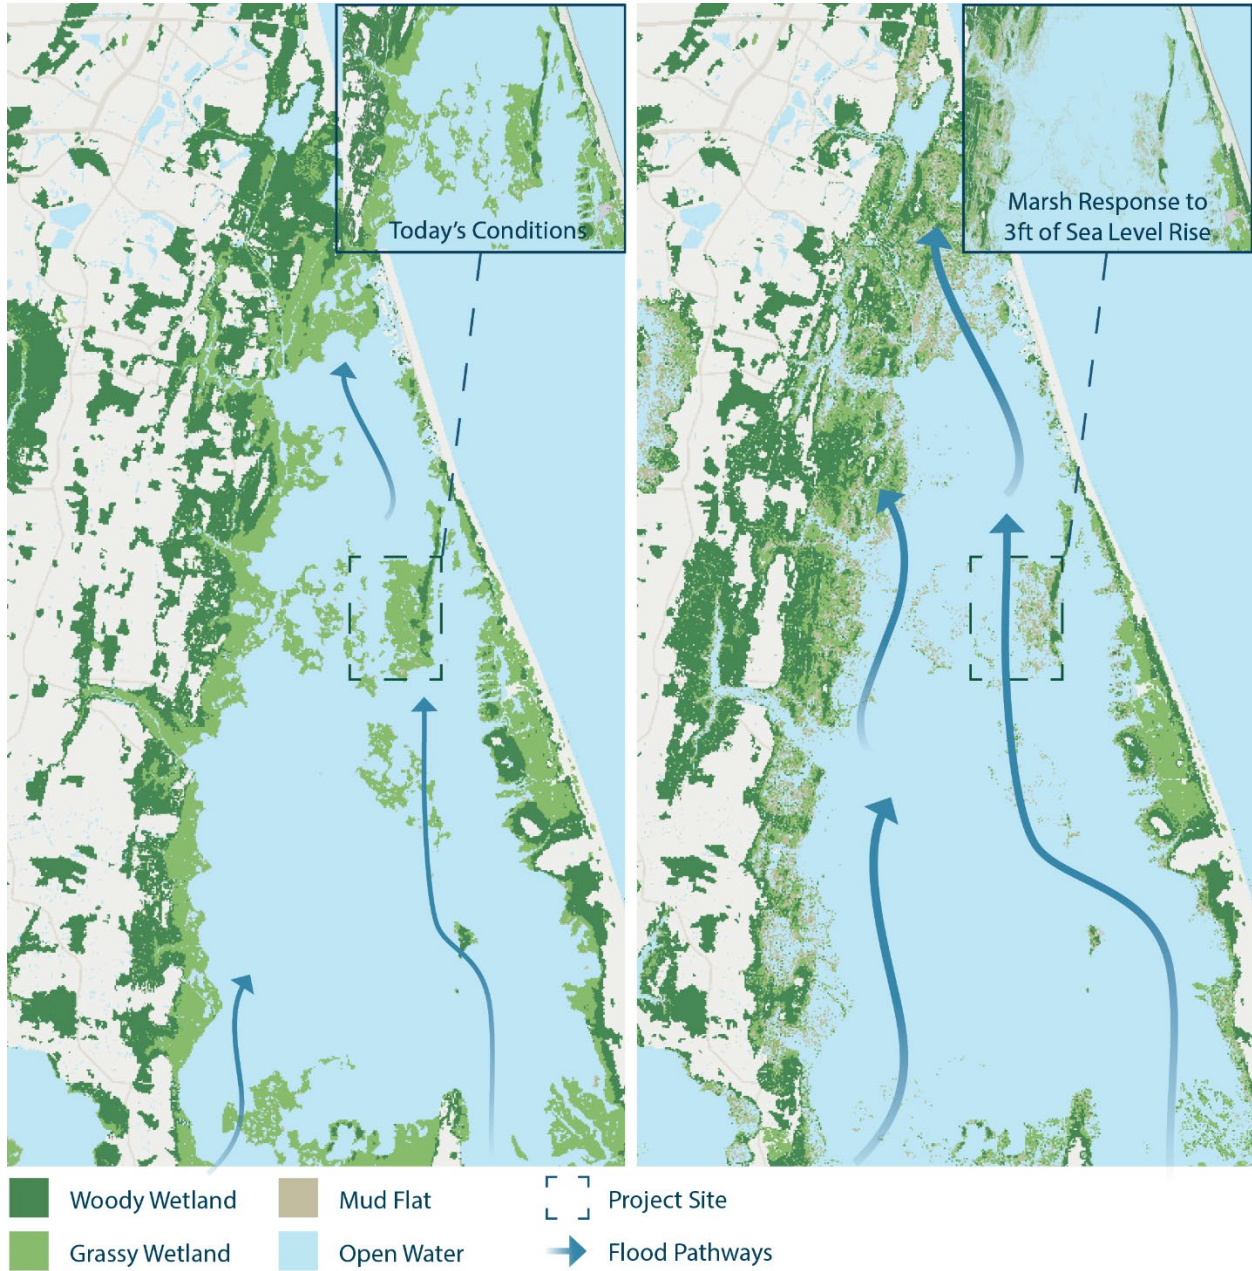 Today's Conditions
Marsh Response to
3ft of Sea Level Rise
Woody Wetland
Mud Flat
Project Site
Grassy Wetland
Open Water
Flood Pathways